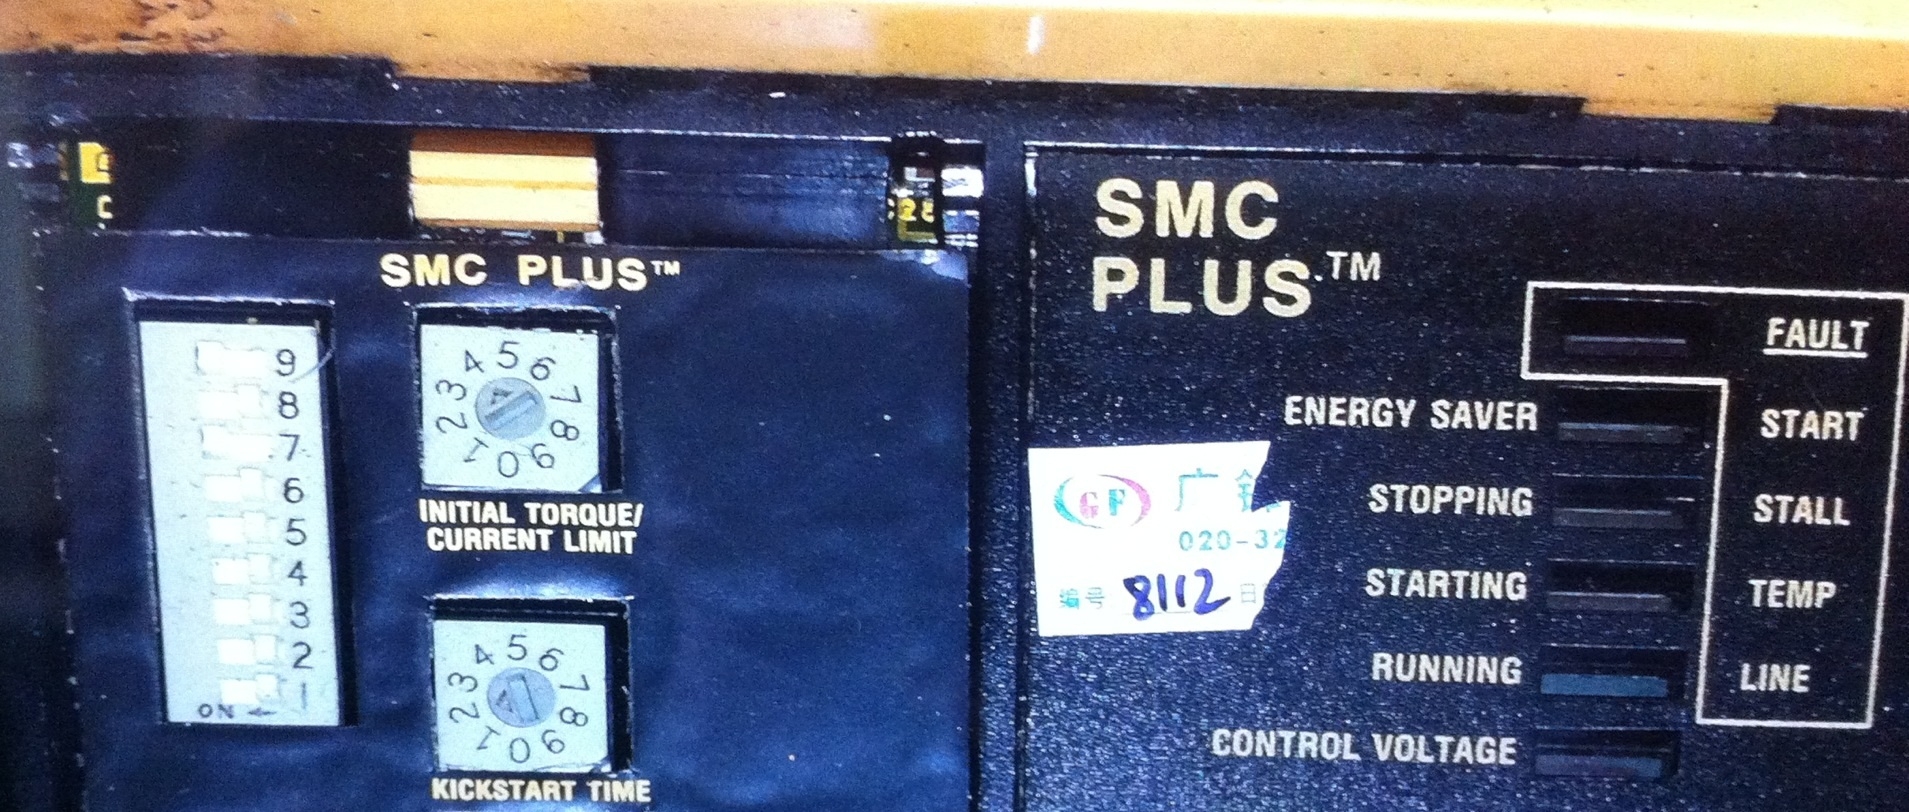 SMC PLUS™
9
8
7
6
5
4
3
2
1
ON ←
0 1 2 3 4 5 6 7 8 9
INITIAL TORQUE/
CURRENT LIMIT
0 1 2 3 4 5 6 7 8 9
KICKSTART TIME
SMC
PLUS™
FAULT
ENERGY SAVER START
STOPPING STALL
STARTING TEMP
RUNNING LINE
CONTROL VOLTAGE
GF 广
020-32
编号 8112 日